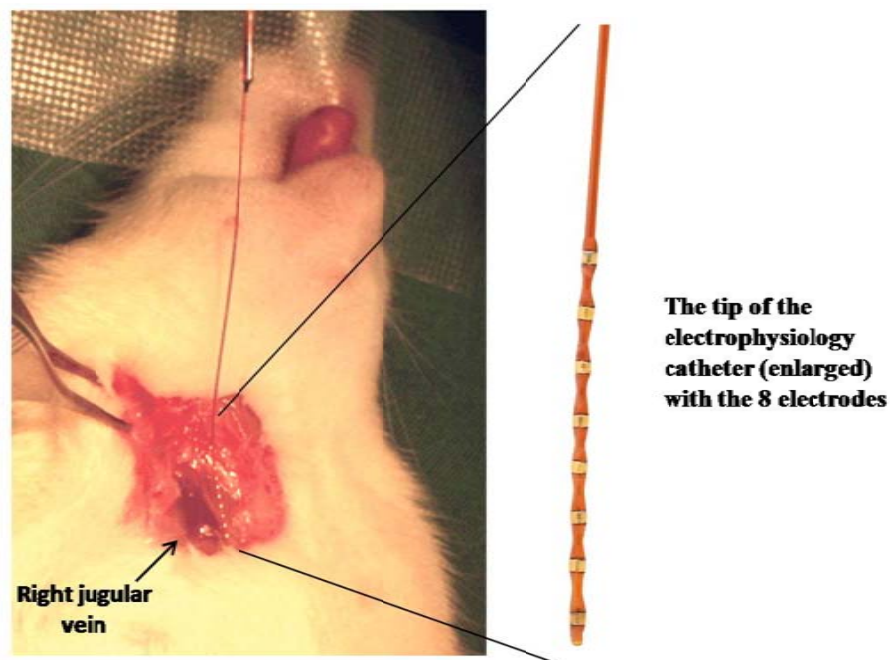 The tip of the
electrophysiology
catheter (enlarged)
with the 8 electrodes
Right jugular
vein